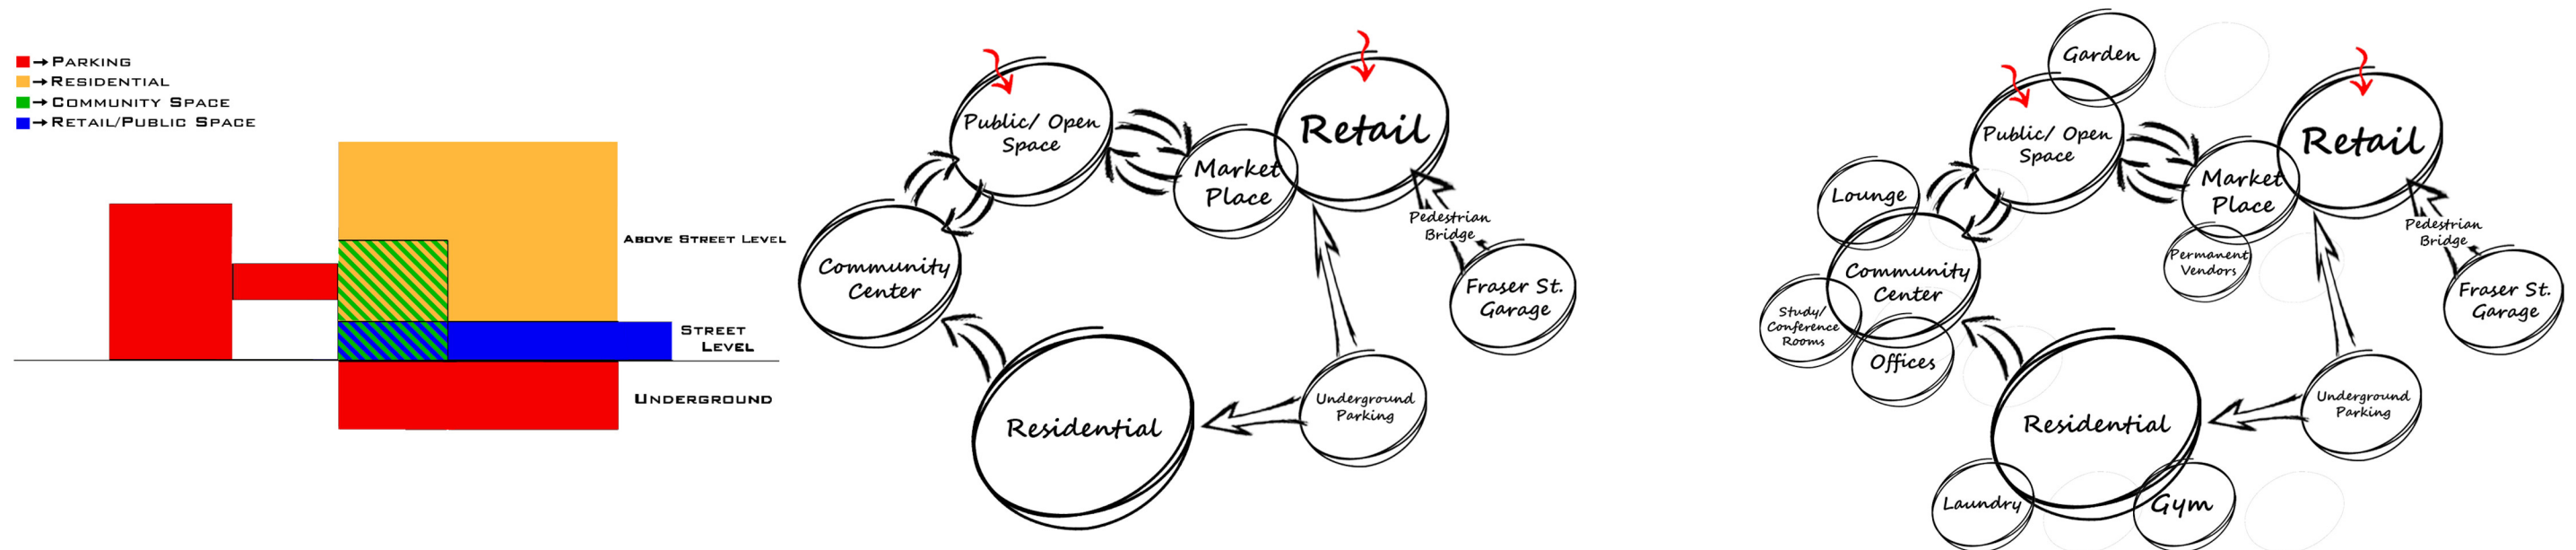 PARKING
RESIDENTIAL
COMMUNITY SPACE
RETAIL/PUBLIC SPACE
ABOVE STREET LEVEL
STREET
LEVEL
UNDERGROUND
Public/ Open
Space
Retail
Market
Place
Pedestrian
Bridge
Community
Center
Fraser St.
Garage
Residential
Underground
Parking
Garden
Public/ Open
Space
Retail
Lounge
Market
Place
Pedestrian
Bridge
Permanent
Vendors
Community
Center
Fraser St.
Garage
Study/
Conference
Rooms
Offices
Residential
Underground
Parking
Laundry
Gym